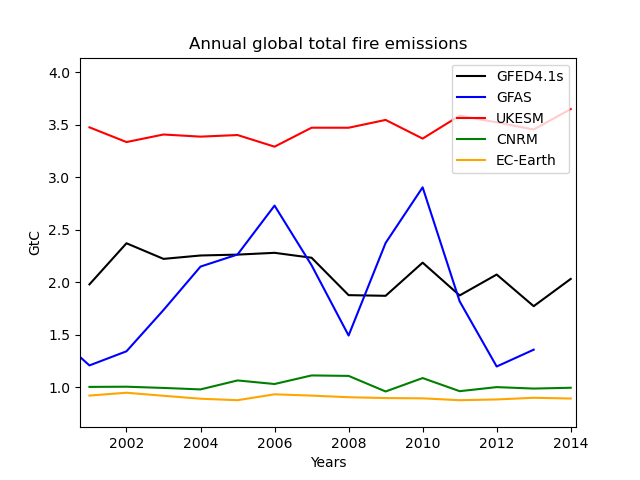 Annual global total fire emissions
GFED4.1s
GFAS
UKESM
CNRM
EC-Earth
4.0
3.5
3.0
2.5
2.0
1.5
1.0
GtC
2002 2004 2006 2008 2010 2012 2014
Years